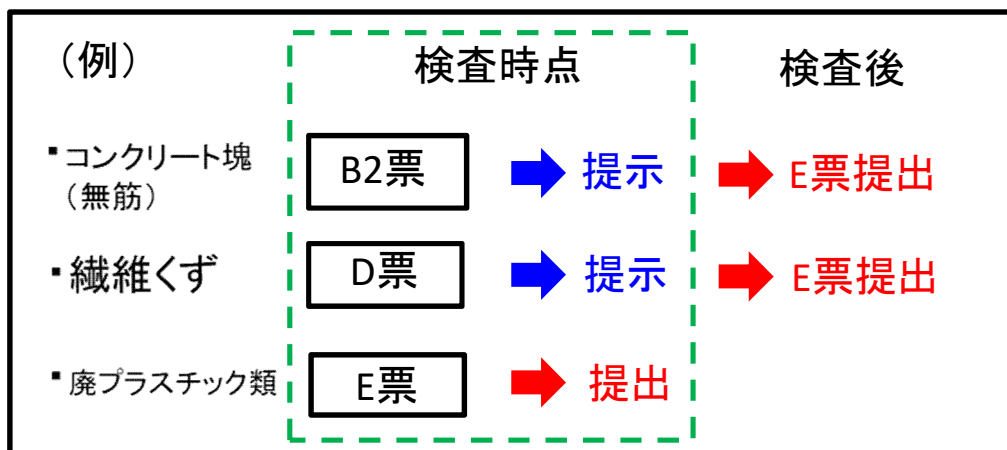 （例）
検査時点
検査後
▪コンクリート塊
（無筋）
B2票
提示
E票提出
▪繊維くず
D票
提示
E票提出
▪廃プラスチック類
E票
提出